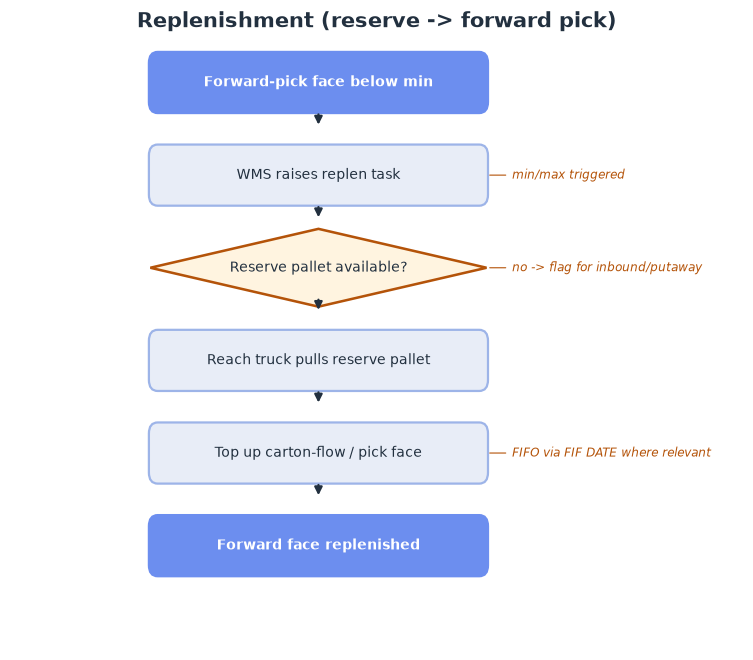 Replenishment (reserve -> forward pick)
Forward-pick face below min
WMS raises replen task
min/max triggered
Reserve pallet available?
no -> flag for inbound/putaway
Reach truck pulls reserve pallet
Top up carton-flow / pick face
FIFO via FIF DATE where relevant
Forward face replenished